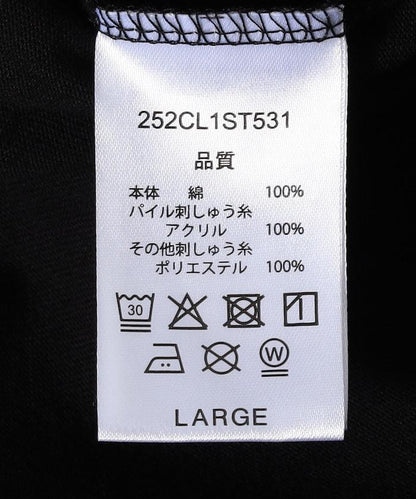 252CL1ST531
品質
本体 綿 100%
パイル刺しゅう糸
アクリル 100%
その他刺しゅう糸
ポリエステル 100%
30
W
LARGE